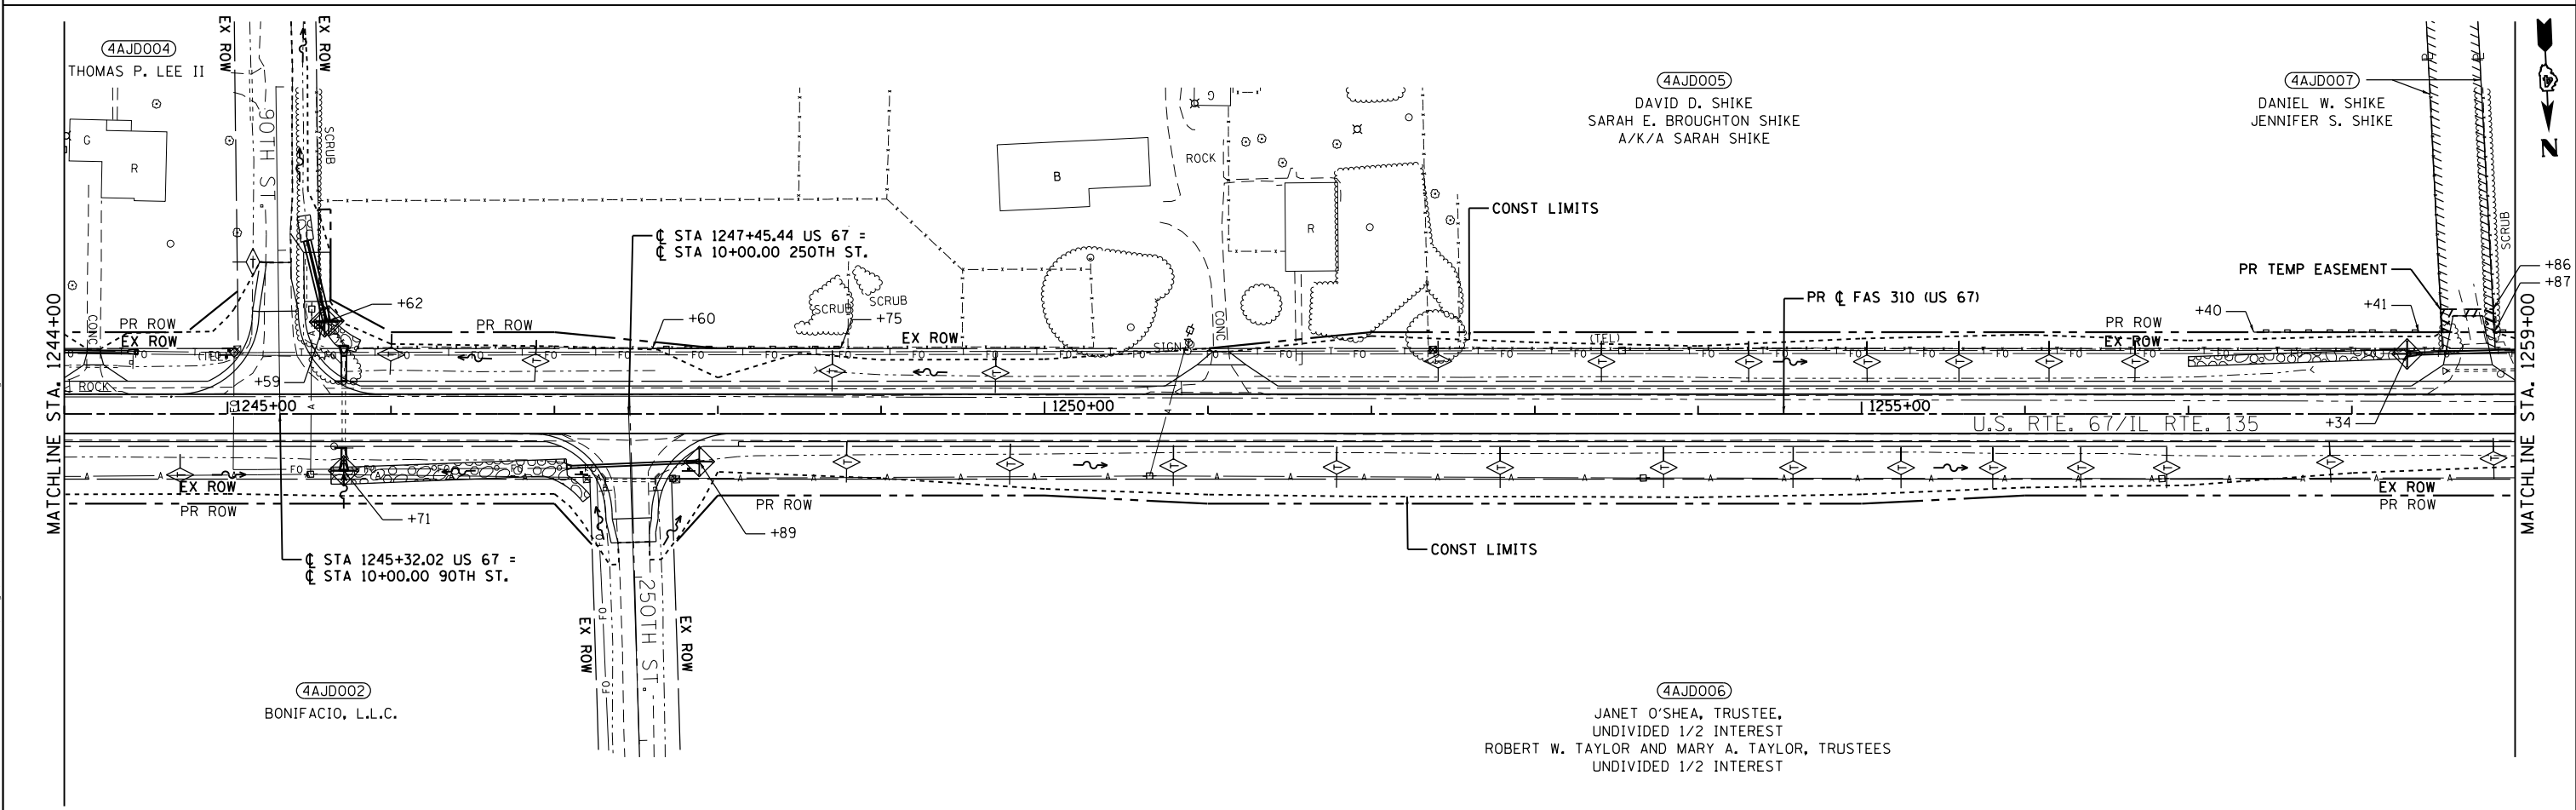 EX ROW
EX ROW
4AJD004
THOMAS P. LEE II
G
R
90TH ST.
SCRUB
PR ROW
EX ROW
CONC
ROCK
(TEL)
MATCHLINE STA. 1244+00
+62
+59
PR ROW
℄ STA 1247+45.44 US 67 =
℄ STA 10+00.00 250TH ST.
+60
SCRUB
SCRUB
+75
EX ROW
B
ROCK
G
SIGN
CONC
R
4AJD005
DAVID D. SHIKE
SARAH E. BROUGHTON SHIKE
A/K/A SARAH SHIKE
CONST LIMITS
(TEL)
PR ℄ FAS 310 (US 67)
4AJD007
DANIEL W. SHIKE
JENNIFER S. SHIKE
N
SCRUB
PR TEMP EASEMENT
+86
+87
+40
+41
PR ROW
EX ROW
+34
1245+00
1250+00
1255+00
U.S. RTE. 67/IL RTE. 135
MATCHLINE STA. 1259+00
EX ROW
PR ROW
+71
PR ROW
+89
EX ROW
PR ROW
℄ STA 1245+32.02 US 67 =
℄ STA 10+00.00 90TH ST.
CONST LIMITS
EX ROW
250TH ST.
EX ROW
4AJD002
BONIFACIO, L.L.C.
4AJD006
JANET O'SHEA, TRUSTEE,
UNDIVIDED 1/2 INTEREST
ROBERT W. TAYLOR AND MARY A. TAYLOR, TRUSTEES
UNDIVIDED 1/2 INTEREST